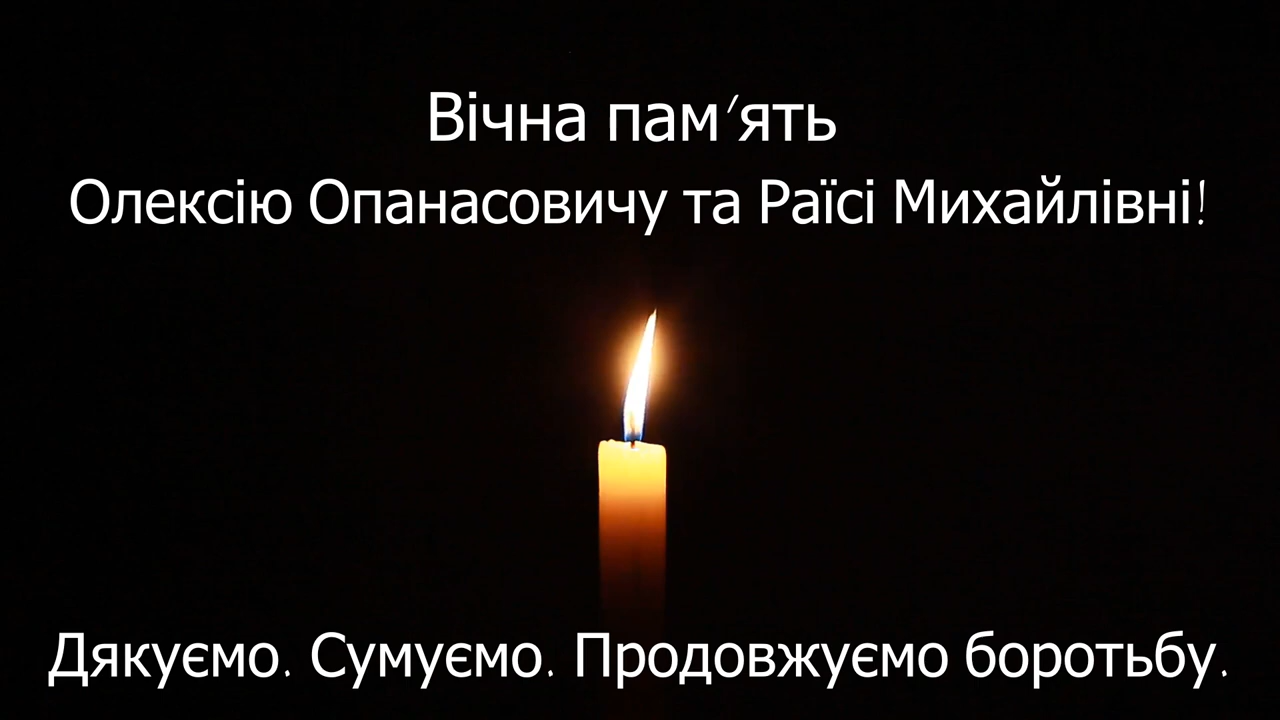 Вічна пам'ять
Олексію Опанасовичу та Раїсі Михайлівні!
Дякуємо. Сумуємо. Продовжуємо боротьбу.